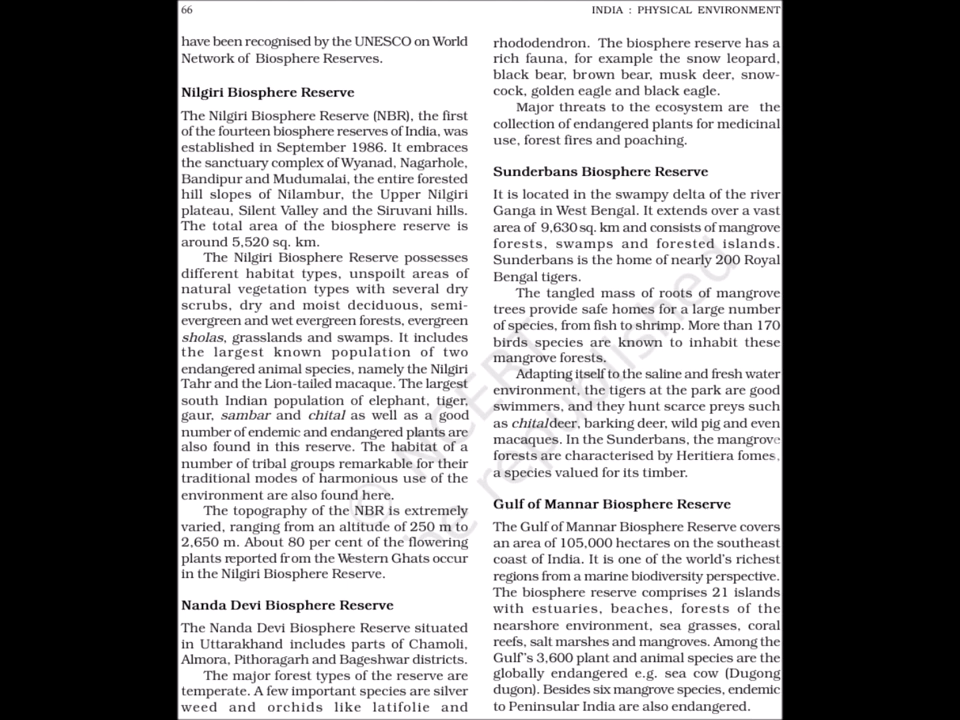 66
INDIA : PHYSICAL ENVIRONMENT
have been recognised by the UNESCO on World
Network of Biosphere Reserves.
Nilgiri Biosphere Reserve
The Nilgiri Biosphere Reserve (NBR), the first
of the fourteen biosphere reserves of India, was
established in September 1986. It embraces
the sanctuary complex of Wyanad, Nagarhole,
Bandipur and Mudumalai, the entire forested
hill slopes of Nilambur, the Upper Nilgiri
plateau, Silent Valley and the Siruvani hills.
The total area of the biosphere reserve is
around 5,520 sq. km.
The Nilgiri Biosphere Reserve possesses
different habitat types, unspoilt areas of
natural vegetation types with several dry
scrubs, dry and moist deciduous, semi-
evergreen and wet evergreen forests, evergreen
sholas, grasslands and swamps. It includes
the largest known population of two
endangered animal species, namely the Nilgiri
Tahr and the Lion-tailed macaque. The largest
south Indian population of elephant, tiger,
gaur, sambar and chital as well as a good
number of endemic and endangered plants are
also found in this reserve. The habitat of a
number of tribal groups remarkable for their
traditional modes of harmonious use of the
environment are also found here.
The topography of the NBR is extremely
varied, ranging from an altitude of 250 m to
2,650 m. About 80 per cent of the flowering
plants reported from the Western Ghats occur
in the Nilgiri Biosphere Reserve.
Nanda Devi Biosphere Reserve
The Nanda Devi Biosphere Reserve situated
in Uttarakhand includes parts of Chamoli,
Almora, Pithoragarh and Bageshwar districts.
The major forest types of the reserve are
temperate. A few important species are silver
weed and orchids like latifolie and
rhododendron. The biosphere reserve has a
rich fauna, for example the snow leopard,
black bear, brown bear, musk deer, snow-
cock, golden eagle and black eagle.
Major threats to the ecosystem are the
collection of endangered plants for medicinal
use, forest fires and poaching.
Sunderbans Biosphere Reserve
It is located in the swampy delta of the river
Ganga in West Bengal. It extends over a vast
area of 9,630 sq. km and consists of mangrove
forests, swamps and forested islands.
Sunderbans is the home of nearly 200 Royal
Bengal tigers.
The tangled mass of roots of mangrove
trees provide safe homes for a large number
of species, from fish to shrimp. More than 170
birds species are known to inhabit these
mangrove forests.
Adapting itself to the saline and fresh water
environment, the tigers at the park are good
swimmers, and they hunt scarce preys such
as chital deer, barking deer, wild pig and even
macaques. In the Sunderbans, the mangrove
forests are characterised by Heritiera fomes,
a species valued for its timber.
Gulf of Mannar Biosphere Reserve
The Gulf of Mannar Biosphere Reserve covers
an area of 105,000 hectares on the southeast
coast of India. It is one of the world's richest
regions from a marine biodiversity perspective.
The biosphere reserve comprises 21 islands
with estuaries, beaches, forests of the
nearshore environment, sea grasses, coral
reefs, salt marshes and mangroves. Among the
Gulf's 3,600 plant and animal species are the
globally endangered e.g. sea cow (Dugong
dugon). Besides six mangrove species, endemic
to Peninsular India are also endangered.
© NCERT
be republished